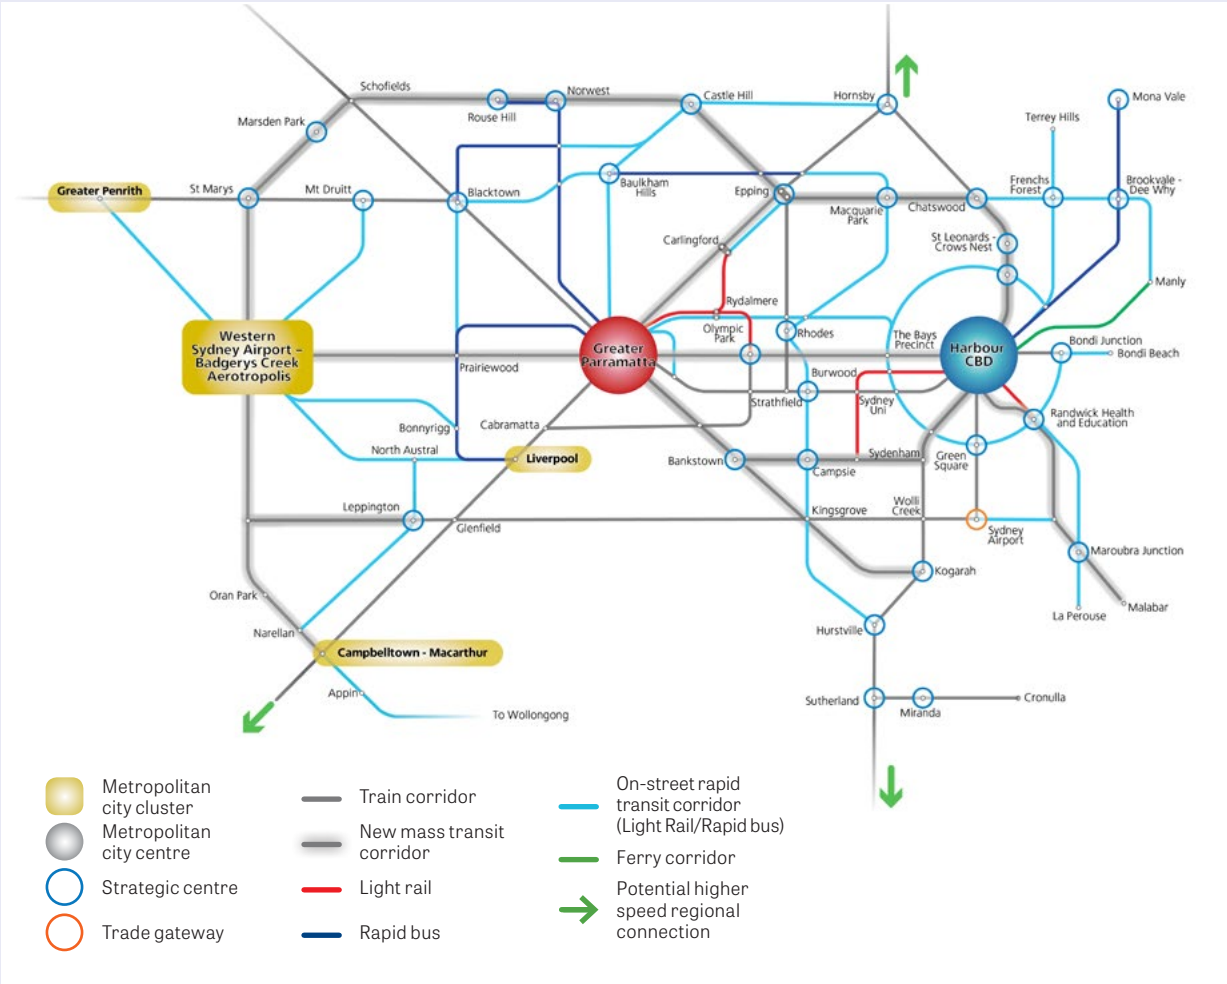 Schofields
Norwest
Castle Hill
Hornsby
Mona Vale
Rouse Hill
Marsden Park
Terrey Hills
Greater Penrith
St Marys
Mt Druitt
Blacktown
Baulkham
Hills
Epping
Macquarie
Park
Chatswood
Frenchs
Forest
Brookvale -
Dee Why
Carlingford
St Leonards -
Crows Nest
Manly
Rydalmere
Olympic
Park
Rhodes
Western
Sydney Airport –
Badgerys Creek
Aerotropolis
Greater
Parramatta
The Bays
Precinct
Harbour
CBD
Bondi Junction
Bondi Beach
Prairiewood
Burwood
Strathfield
Sydney
Uni
Bonnyrigg
Cabramatta
Randwick Health
and Education
North Austral
Liverpool
Bankstown
Campsie
Sydenham
Green
Square
Leppington
Glenfield
Kingsgrove
Wolli
Creek
Sydney
Airport
Maroubra Junction
Kogarah
Oran Park
Malabar
La Perouse
Narellan
Hurstville
Campbelltown - Macarthur
Appin
To Wollongong
Sutherland
Miranda
Cronulla
Metropolitan
city cluster
Metropolitan
city centre
Strategic centre
Trade gateway
Train corridor
New mass transit
corridor
Light rail
Rapid bus
On-street rapid
transit corridor
(Light Rail/Rapid bus)
Ferry corridor
Potential higher
speed regional
connection